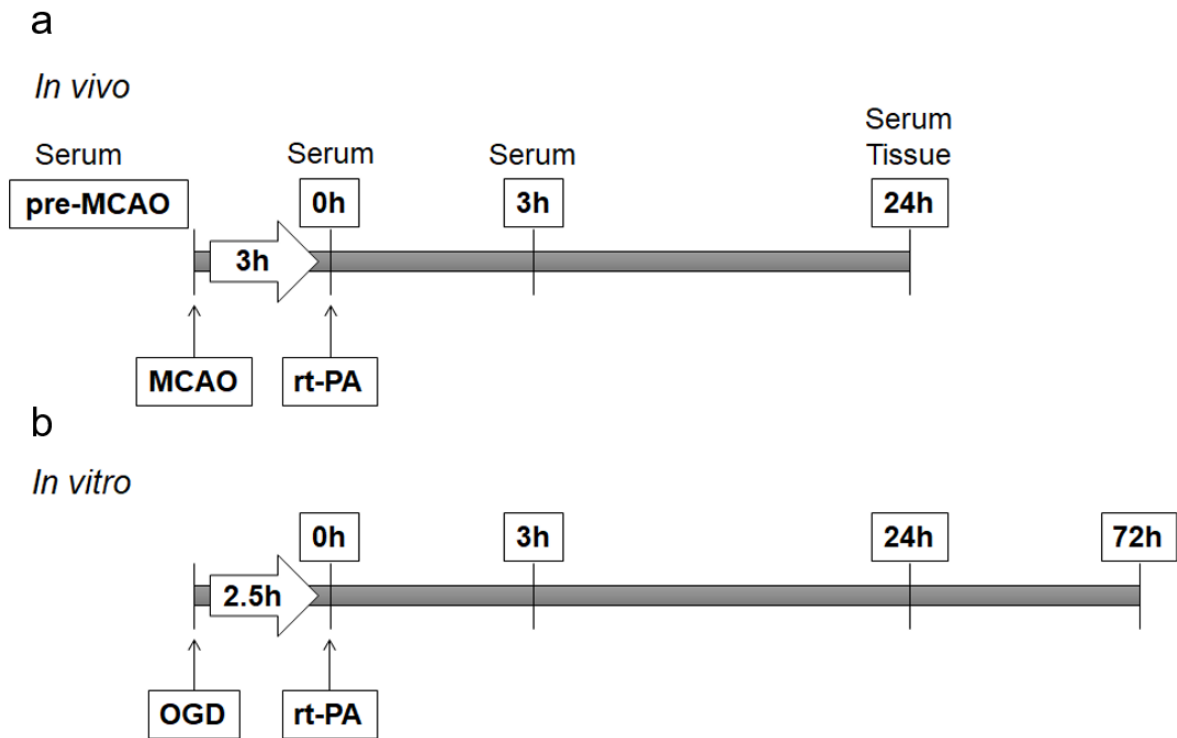 a
In vivo
Serum
Serum
Serum
Serum
Tissue
pre-MCAO
0h
3h
24h
3h
MCAO
rt-PA
b
In vitro
0h
3h
24h
72h
2.5h
OGD
rt-PA